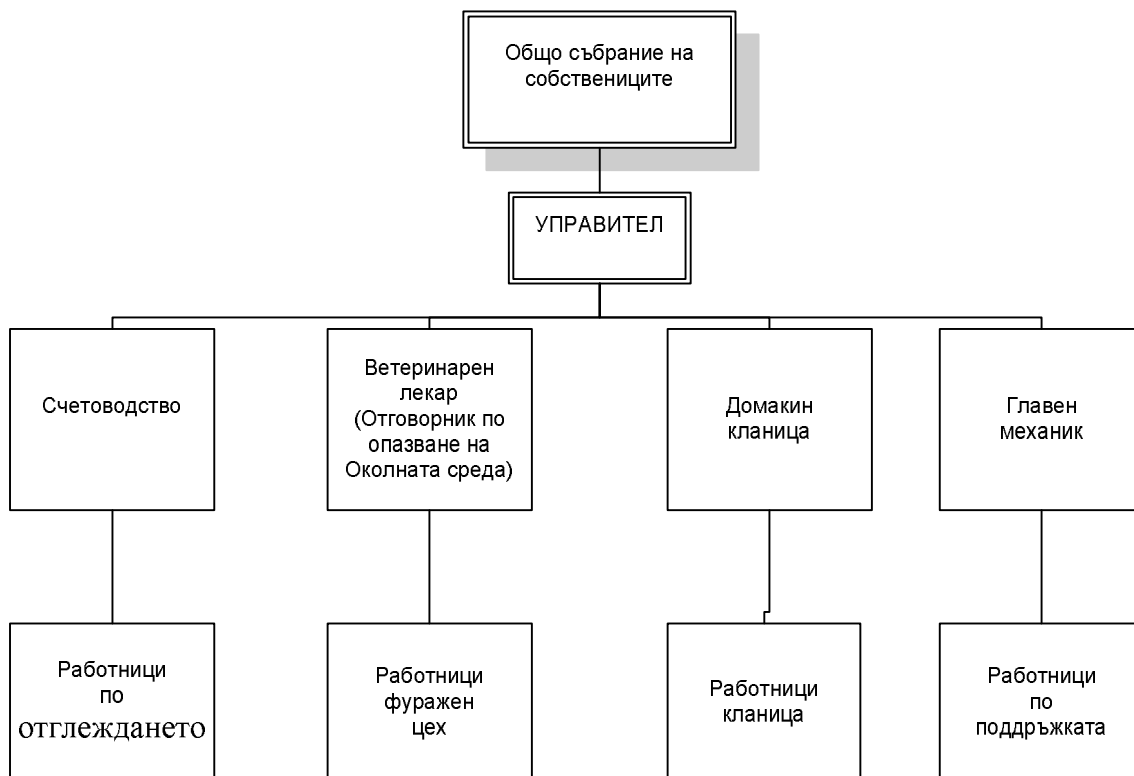 Общо събрание на
собствениците
УПРАВИТЕЛ
Счетоводство
Ветеринарен
лекар
(Отговорник по
опазване на
Околната среда)
Домакин
кланица
Главен
механик
Работници
по
отглеждането
Работници
фуражен
цех
Работници
кланица
Работници
по
поддръжката